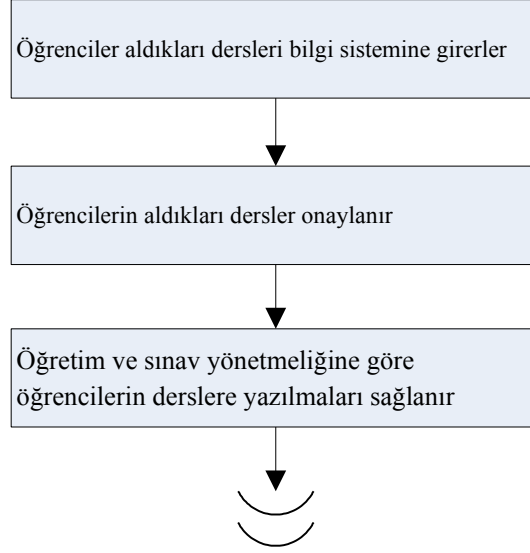 Öğrenciler aldıkları dersleri bilgi sistemine girerler
Öğrencilerin aldıkları dersler onaylanır
Öğretim ve sınav yönetmeliğine göre
öğrencilerin derslere yazılmaları sağlanır